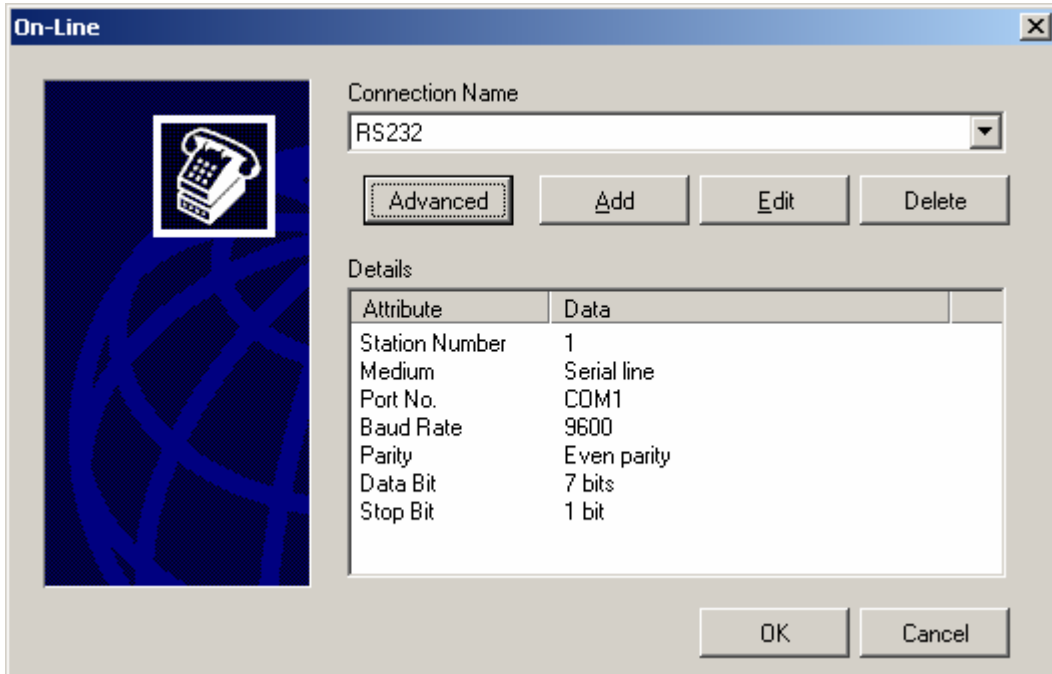 On-Line
Connection Name
RS232
Advanced Add Edit Delete
Details
Attribute Data
Station Number 1
Medium Serial line
Port No. COM1
Baud Rate 9600
Parity Even parity
Data Bit 7 bits
Stop Bit 1 bit
OK Cancel